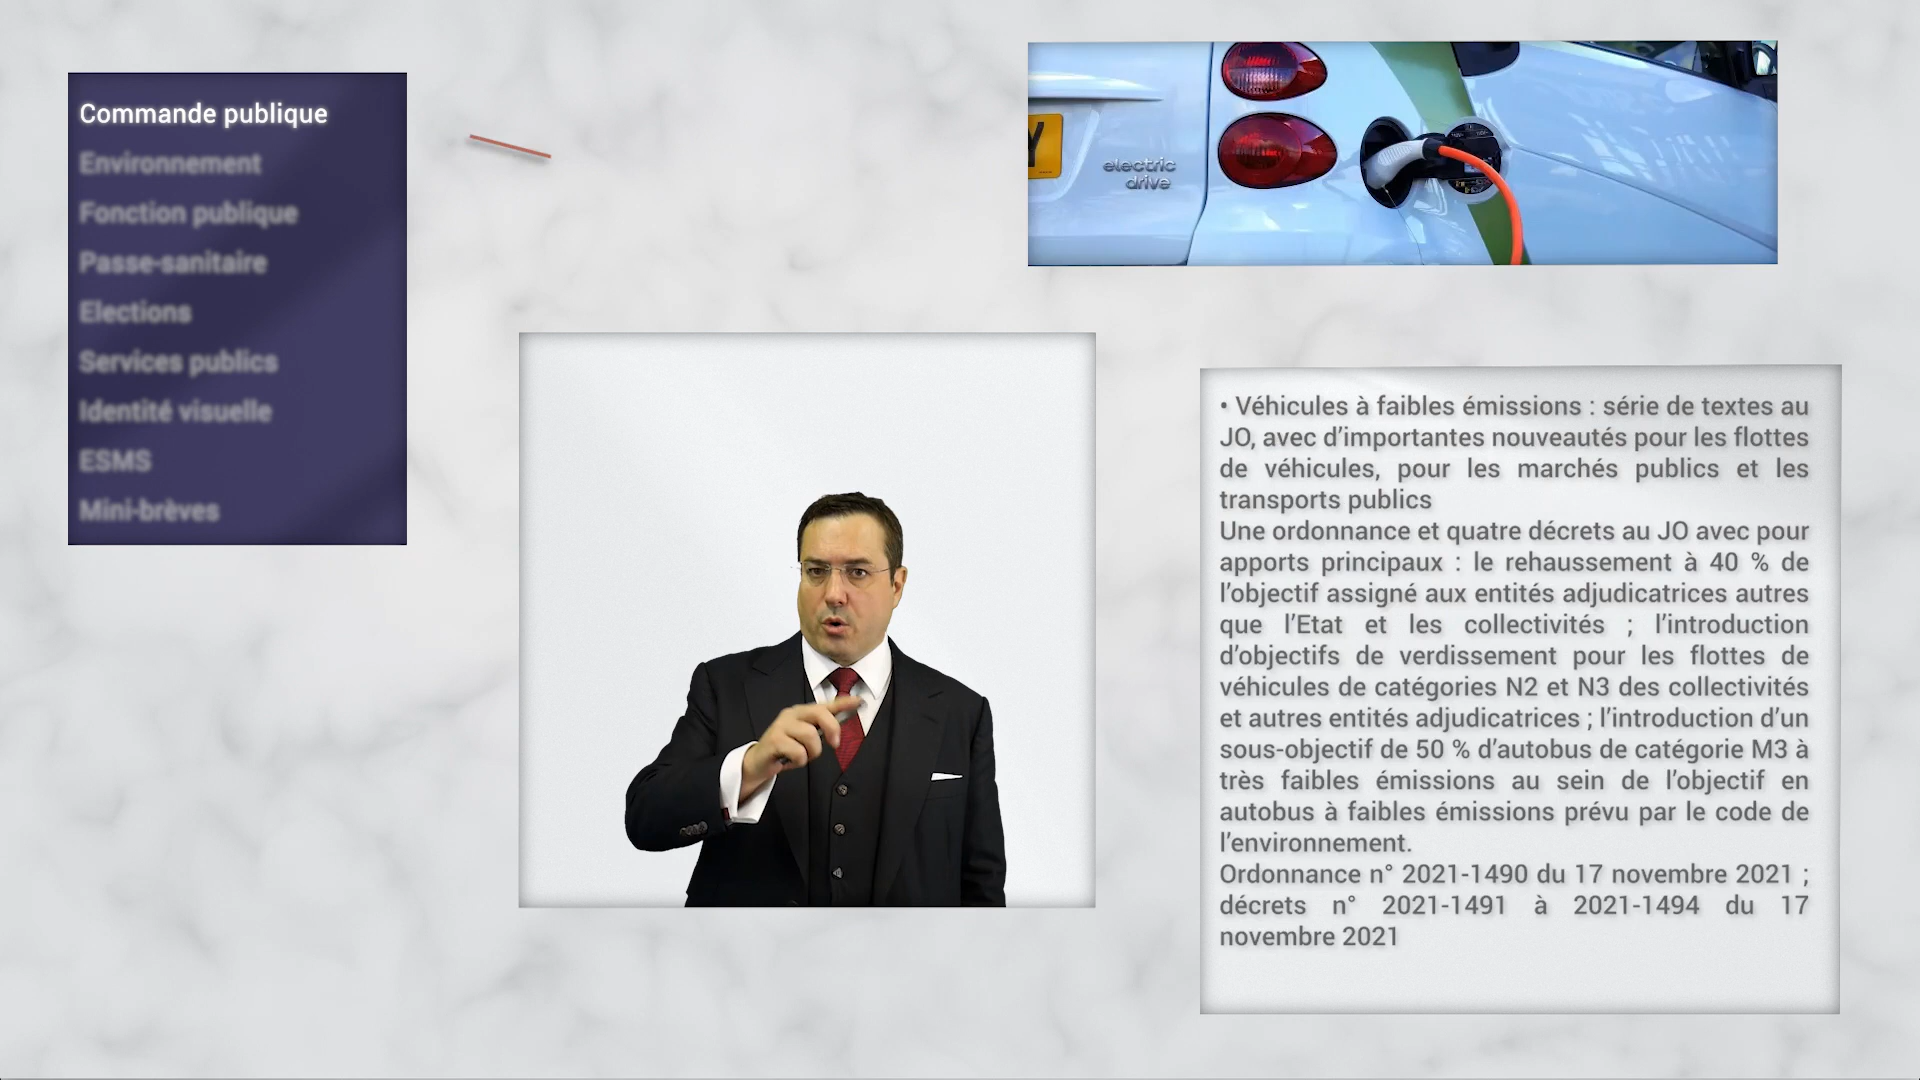 Commande publique
Environnement
Fonction publique
Passe-sanitaire
Elections
Services publics
Identité visuelle
ESMS
Mini-brèves
Y
electric
drive
• Véhicules à faibles émissions : série de textes au
JO, avec d’importantes nouveautés pour les flottes
de véhicules, pour les marchés publics et les
transports publics
Une ordonnance et quatre décrets au JO avec pour
apports principaux : le rehaussement à 40 % de
l’objectif assigné aux entités adjudicatrices autres
que l’Etat et les collectivités ; l’introduction
d’objectifs de verdissement pour les flottes de
véhicules de catégories N2 et N3 des collectivités
et autres entités adjudicatrices ; l’introduction d’un
sous-objectif de 50 % d’autobus de catégorie M3 à
très faibles émissions au sein de l’objectif en
autobus à faibles émissions prévu par le code de
l’environnement.
Ordonnance n° 2021-1490 du 17 novembre 2021 ;
décrets n° 2021-1491 à 2021-1494 du 17
novembre 2021